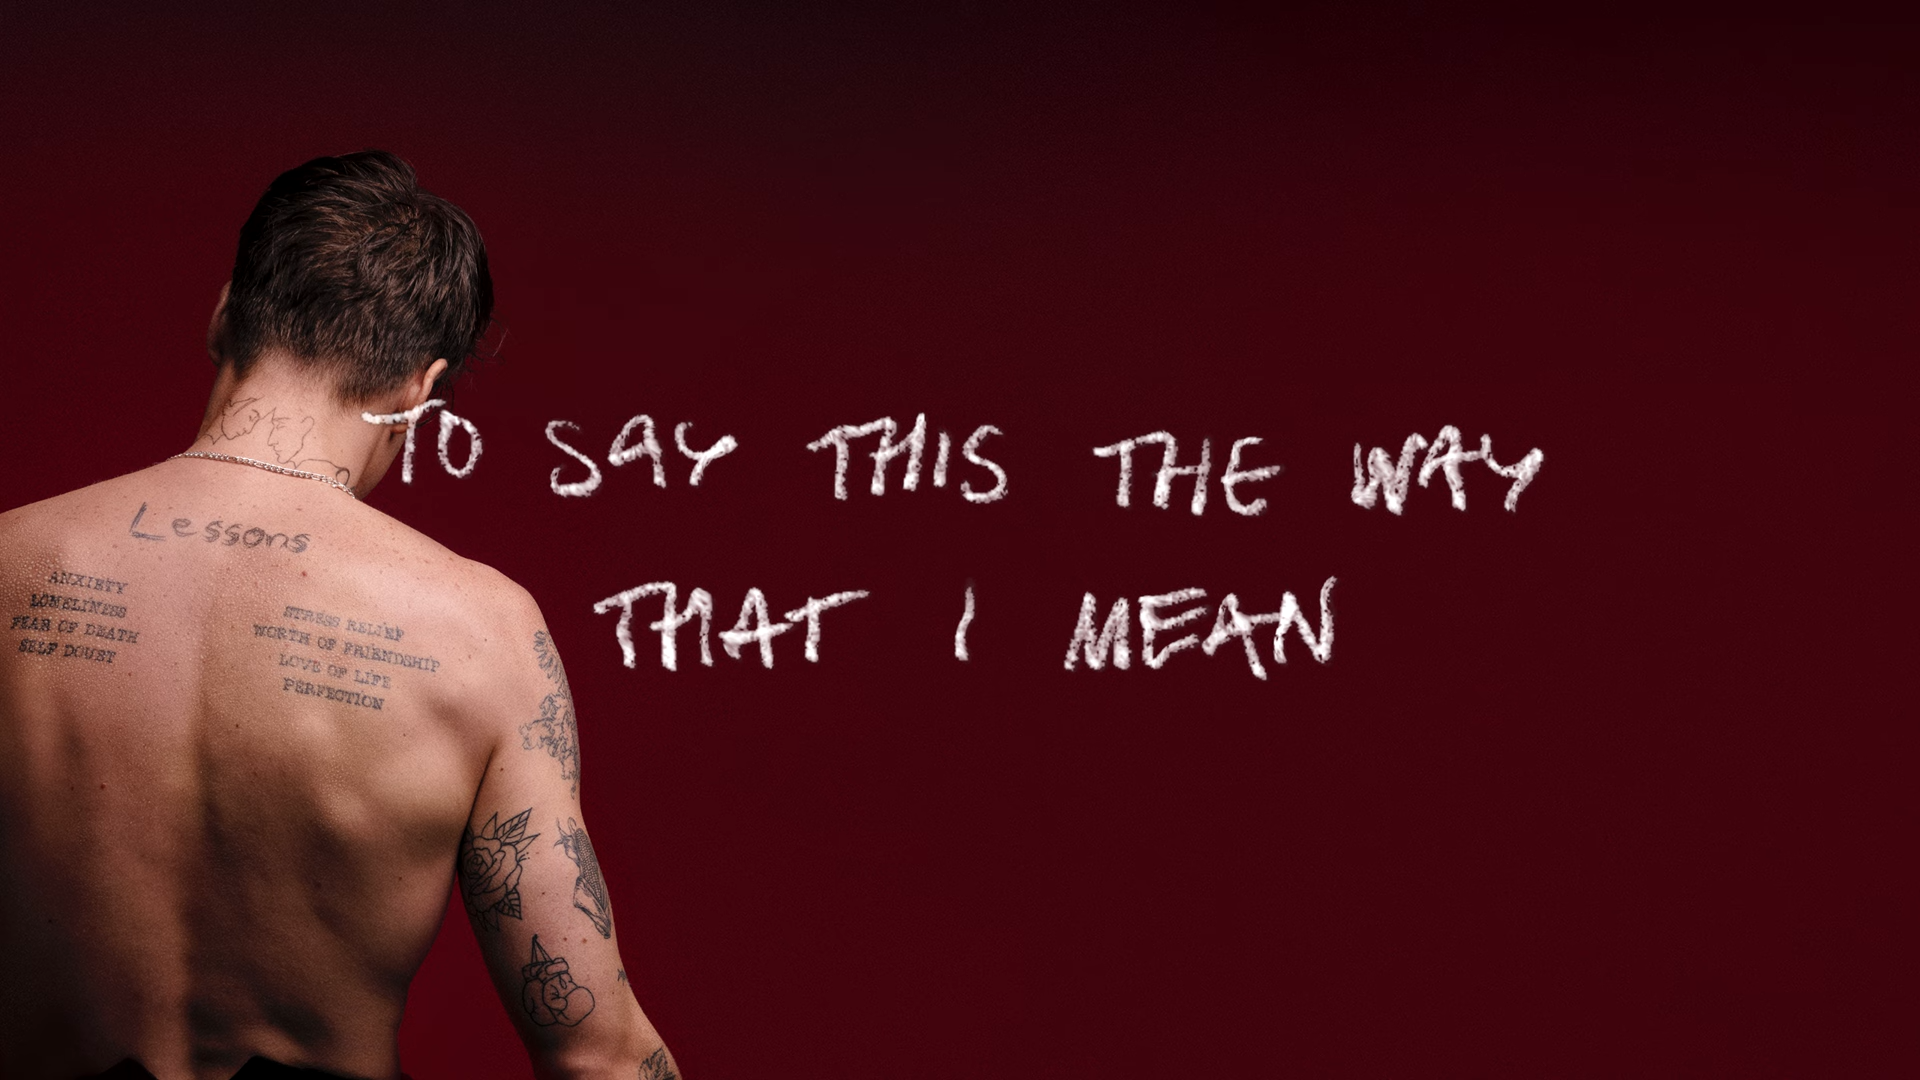 TO SAY THIS THE WAY
THAT I MEAN
Lessons
ANXIETY
LONELINESS
FEAR OF DEATH
SELF DOUBT
STRESS RELIEF
WORTH OF FRIENDSHIP
LOVE OF LIFE
PERFECTION